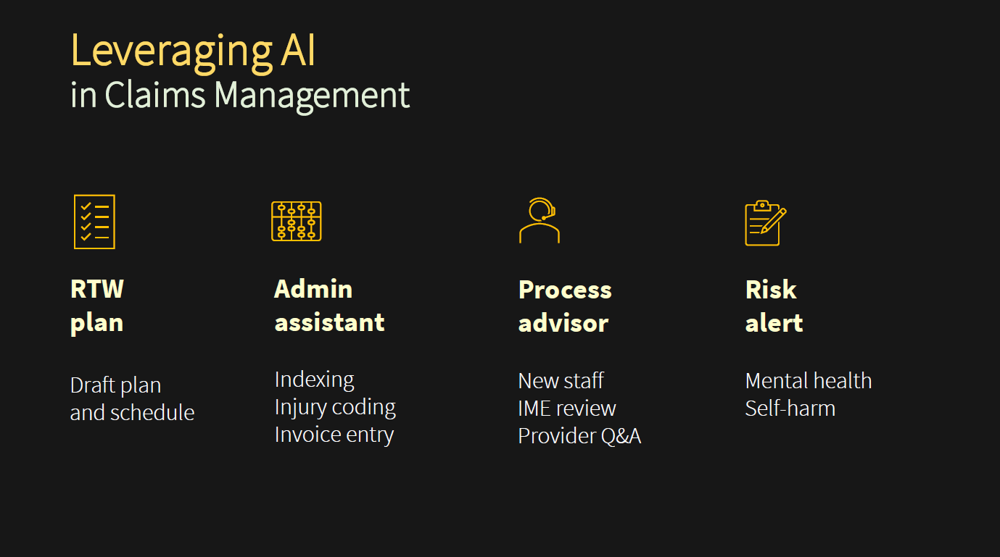 Leveraging AI
in Claims Management
RTW
plan
Draft plan
and schedule
Admin
assistant
Indexing
Injury coding
Invoice entry
Process
advisor
New staff
IME review
Provider Q&A
Risk
alert
Mental health
Self-harm